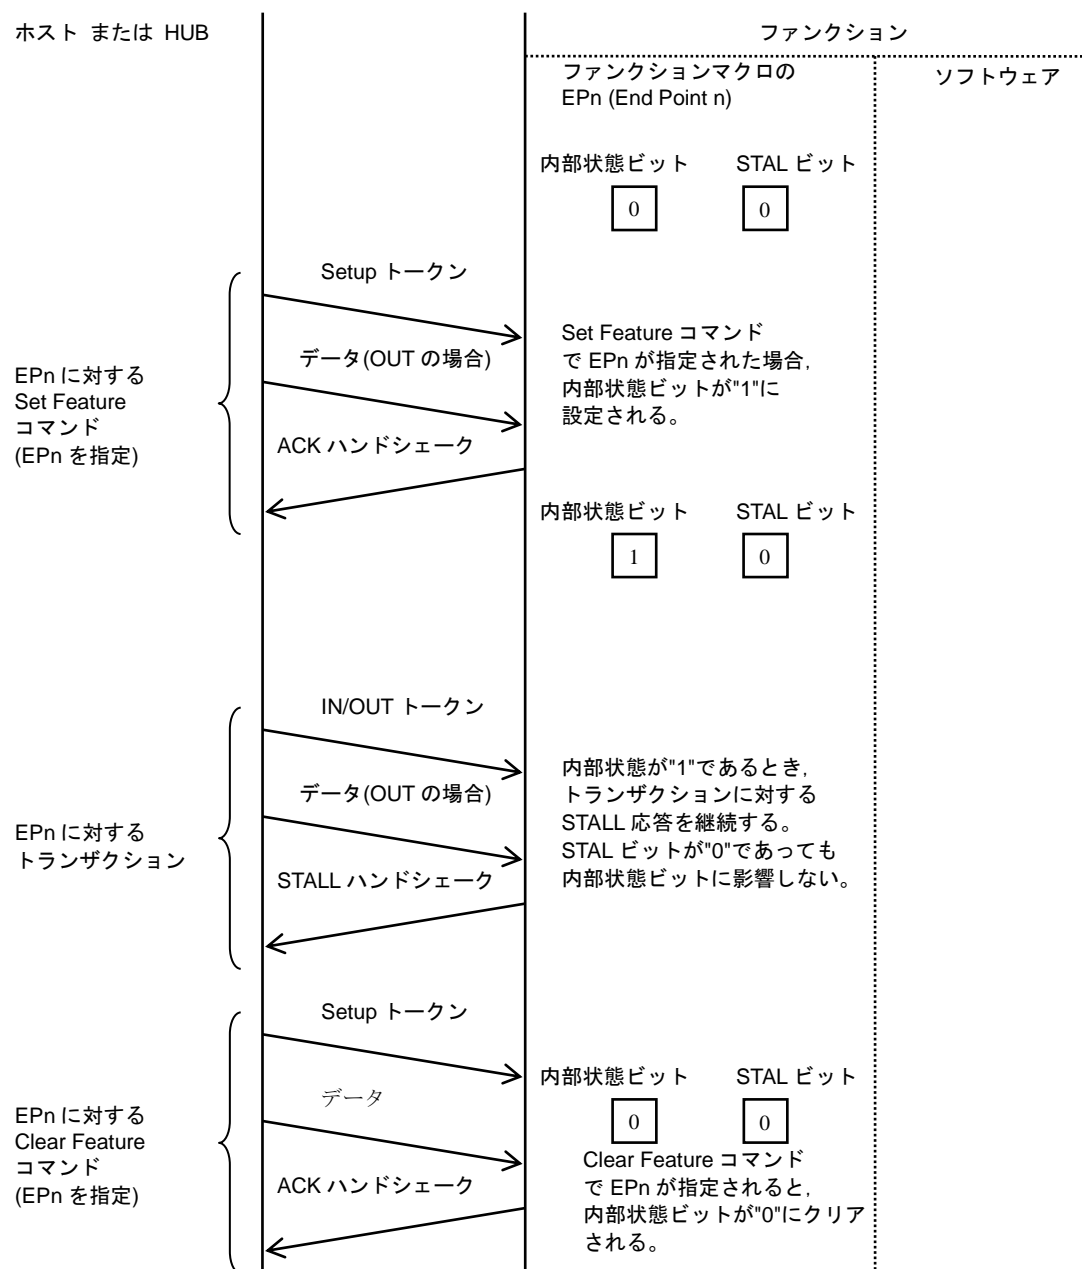 ホスト または HUB
ファンクション
ファンクションマクロの
EPn (End Point n)
ソフトウェア
内部状態ビット STAL ビット
0 0
Setup トークン
データ(OUT の場合)
ACK ハンドシェーク
EPn に対する
Set Feature
コマンド
(EPn を指定)
Set Feature コマンド
で EPn が指定された場合,
内部状態ビットが"1"に
設定される。
内部状態ビット STAL ビット
1 0
IN/OUT トークン
データ(OUT の場合)
STALL ハンドシェーク
EPn に対する
トランザクション
内部状態が"1"であるとき,
トランザクションに対する
STALL 応答を継続する。
STAL ビットが"0"であっても
内部状態ビットに影響しない。
Setup トークン
データ
ACK ハンドシェーク
EPn に対する
Clear Feature
コマンド
(EPn を指定)
内部状態ビット STAL ビット
0 0
Clear Feature コマンド
で EPn が指定されると,
内部状態ビットが"0"にクリア
される。